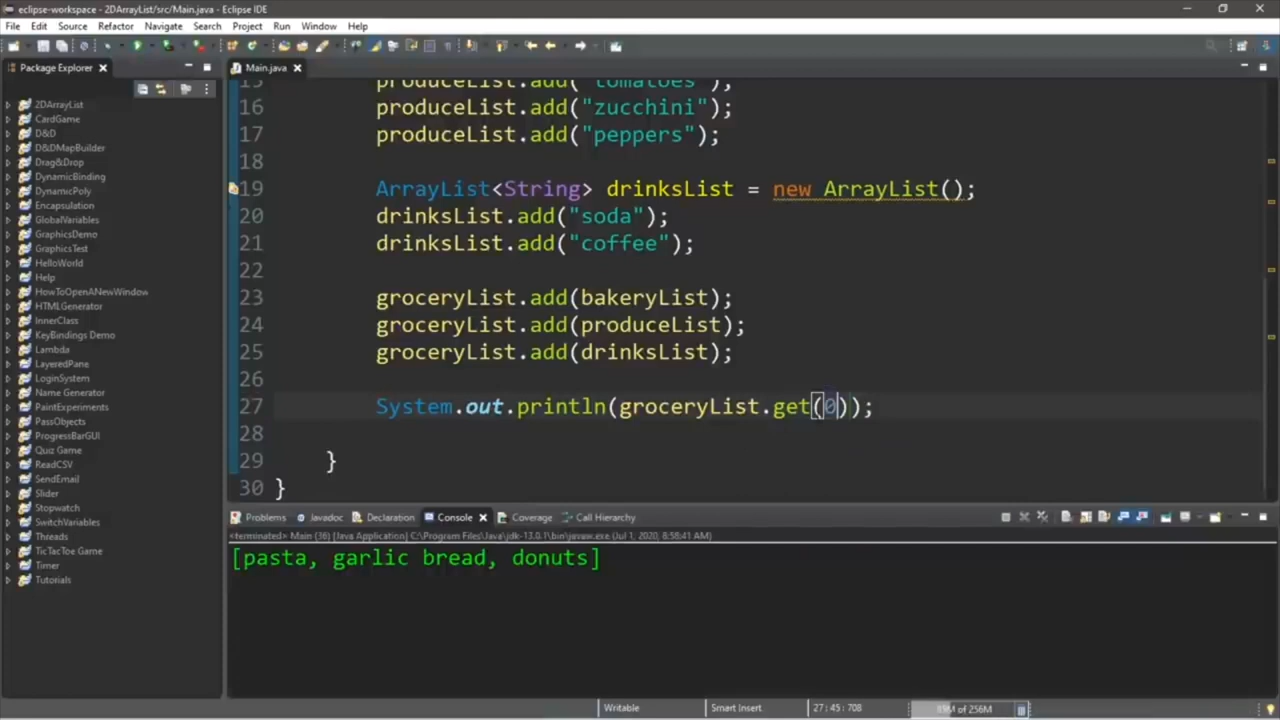 eclipse-workspace - 2DArrayList/src/Main.java - Eclipse IDE
File Edit Source Refactor Navigate Search Project Run Window Help
Package Explorer
Main.java
2DArrayList
CardGame
D&D
D&DMapBuilder
Drag&Drop
DynamicBinding
DynamicPoly
Encapsulation
GlobalVariables
GraphicsDemo
GraphicsTest
HelloWorld
Help
HowToOpenANewWindow
HTMLGenerator
InnerClass
KeyBindings Demo
Lambda
LayeredPane
LoginSystem
Name Generator
PaintExperiments
PassObjects
ProgressBarGUI
Quiz Game
ReadCSV
SendEmail
Slider
Stopwatch
SwitchVariables
Threads
TicTacToe Game
Timer
Tutorials
15 produceList.add("tomatoes");
16 produceList.add("zucchini");
17 produceList.add("peppers");
18
19 ArrayList<String> drinksList = new ArrayList();
20 drinksList.add("soda");
21 drinksList.add("coffee");
22
23 groceryList.add(bakeryList);
24 groceryList.add(produceList);
25 groceryList.add(drinksList);
26
27 System.out.println(groceryList.get(0));
28
29 }
30 }
Problems Javadoc Declaration Console Coverage Call Hierarchy
<terminated> Main (36) [Java Application] C:\Program Files\Java\jdk-13.0.1\bin\javaw.exe (Jul 1, 2020, 8:58:41 AM)
[pasta, garlic bread, donuts]
Writable Smart Insert 27 : 45 : 708 of 256M